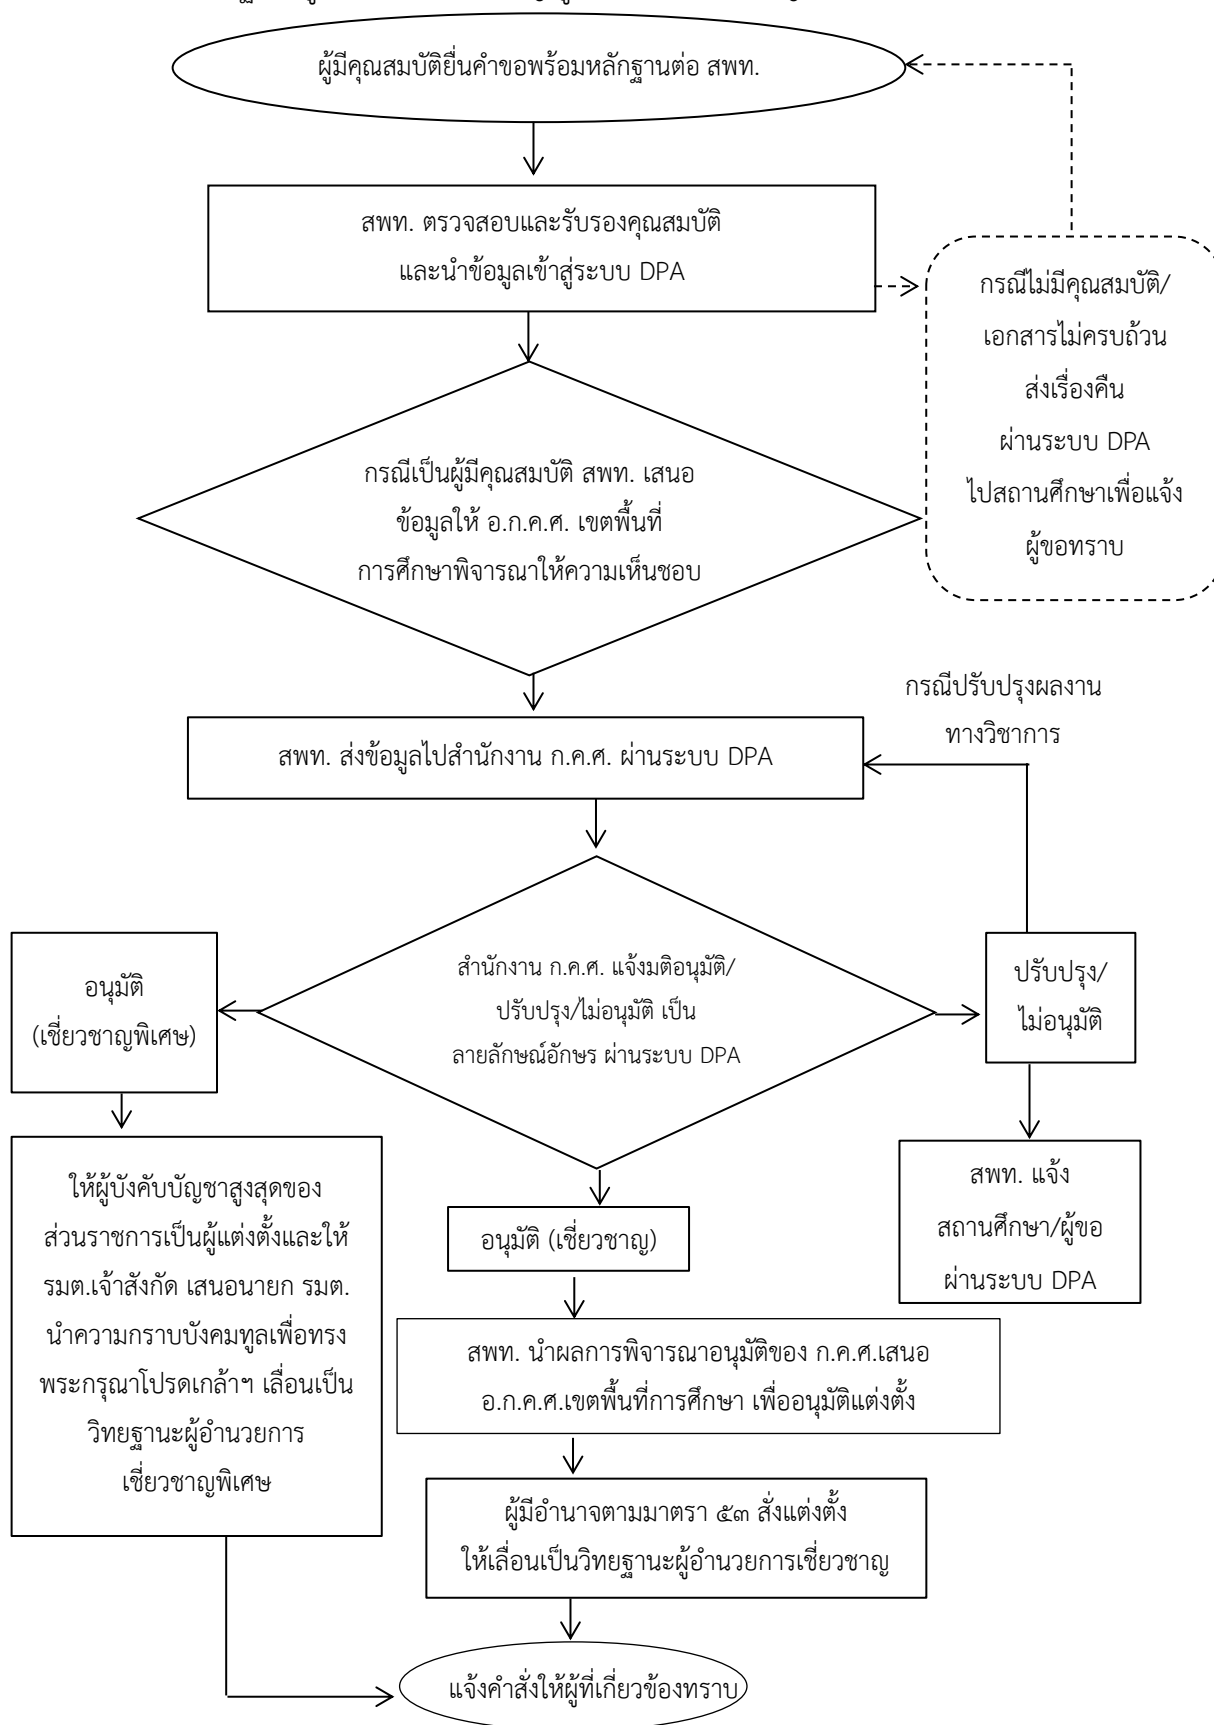 ผู้มีคุณสมบัติยื่นคำขอพร้อมหลักฐานต่อ สพท.
สพท. ตรวจสอบและรับรองคุณสมบัติ
และนำข้อมูลเข้าสู่ระบบ DPA
กรณีไม่มีคุณสมบัติ/
เอกสารไม่ครบถ้วน
ส่งเรื่องคืน
ผ่านระบบ DPA
ไปสถานศึกษาเพื่อแจ้ง
ผู้ขอทราบ
กรณีเป็นผู้มีคุณสมบัติ สพท. เสนอ
ข้อมูลให้ อ.ก.ค.ศ. เขตพื้นที่
การศึกษาพิจารณาให้ความเห็นชอบ
กรณีปรับปรุงผลงาน
ทางวิชาการ
สพท. ส่งข้อมูลไปสำนักงาน ก.ค.ศ. ผ่านระบบ DPA
สำนักงาน ก.ค.ศ. แจ้งมติอนุมัติ/
ปรับปรุง/ไม่อนุมัติ เป็น
ลายลักษณ์อักษร ผ่านระบบ DPA
อนุมัติ
(เชี่ยวชาญพิเศษ)
ปรับปรุง/
ไม่อนุมัติ
ให้ผู้บังคับบัญชาสูงสุดของ
ส่วนราชการเป็นผู้แต่งตั้งและให้
รมต.เจ้าสังกัด เสนอนายก รมต.
นำความกราบบังคมทูลเพื่อทรง
พระกรุณาโปรดเกล้าฯ เลื่อนเป็น
วิทยฐานะผู้อำนวยการ
เชี่ยวชาญพิเศษ
สพท. แจ้ง
สถานศึกษา/ผู้ขอ
ผ่านระบบ DPA
อนุมัติ (เชี่ยวชาญ)
สพท. นำผลการพิจารณาอนุมัติของ ก.ค.ศ.เสนอ
อ.ก.ค.ศ.เขตพื้นที่การศึกษา เพื่ออนุมัติแต่งตั้ง
ผู้มีอำนาจตามมาตรา ๕๓ สั่งแต่งตั้ง
ให้เลื่อนเป็นวิทยฐานะผู้อำนวยการเชี่ยวชาญ
แจ้งคำสั่งให้ผู้ที่เกี่ยวข้องทราบ